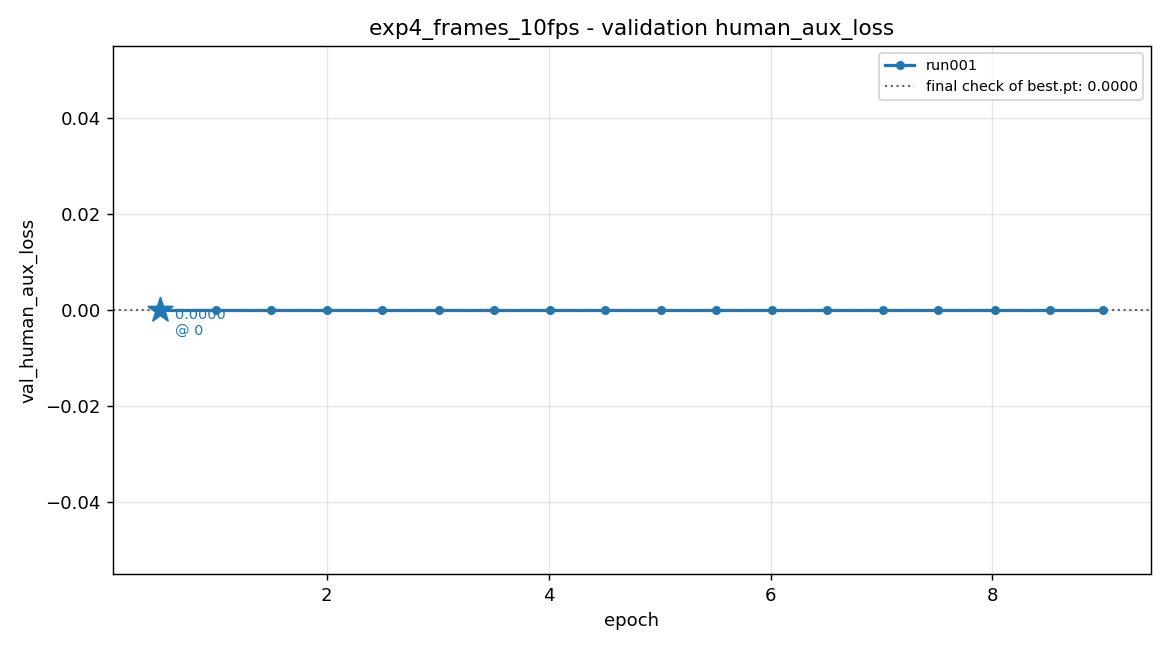 exp4_frames_10fps - validation human_aux_loss
run001
final check of best.pt: 0.0000
0.04
0.02
0.00
−0.02
−0.04
val_human_aux_loss
0.0000
@ 0
2
4
6
8
epoch